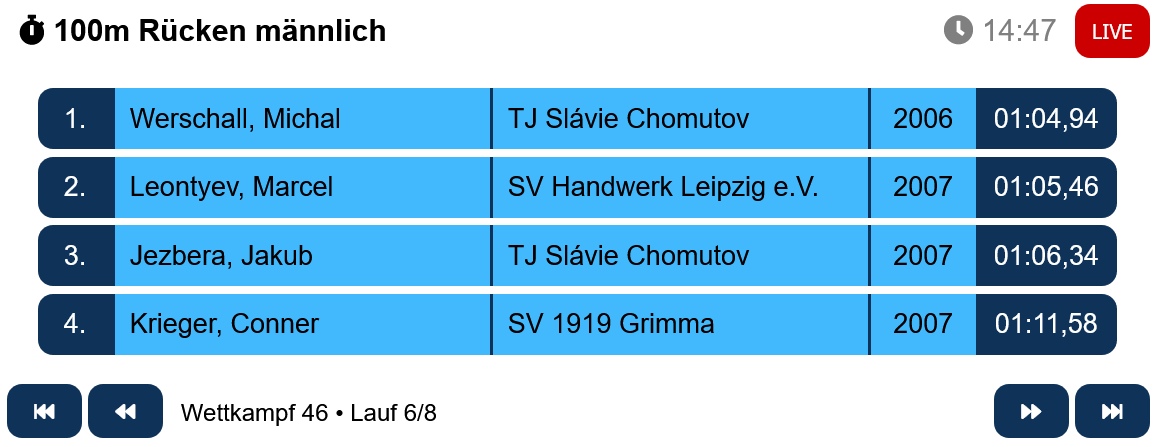 100m Rücken männlich 14:47 LIVE
1. Werschall, Michal TJ Slávie Chomutov 2006 01:04,94
2. Leontyev, Marcel SV Handwerk Leipzig e.V. 2007 01:05,46
3. Jezbera, Jakub TJ Slávie Chomutov 2007 01:06,34
4. Krieger, Conner SV 1919 Grimma 2007 01:11,58
Wettkampf 46 • Lauf 6/8